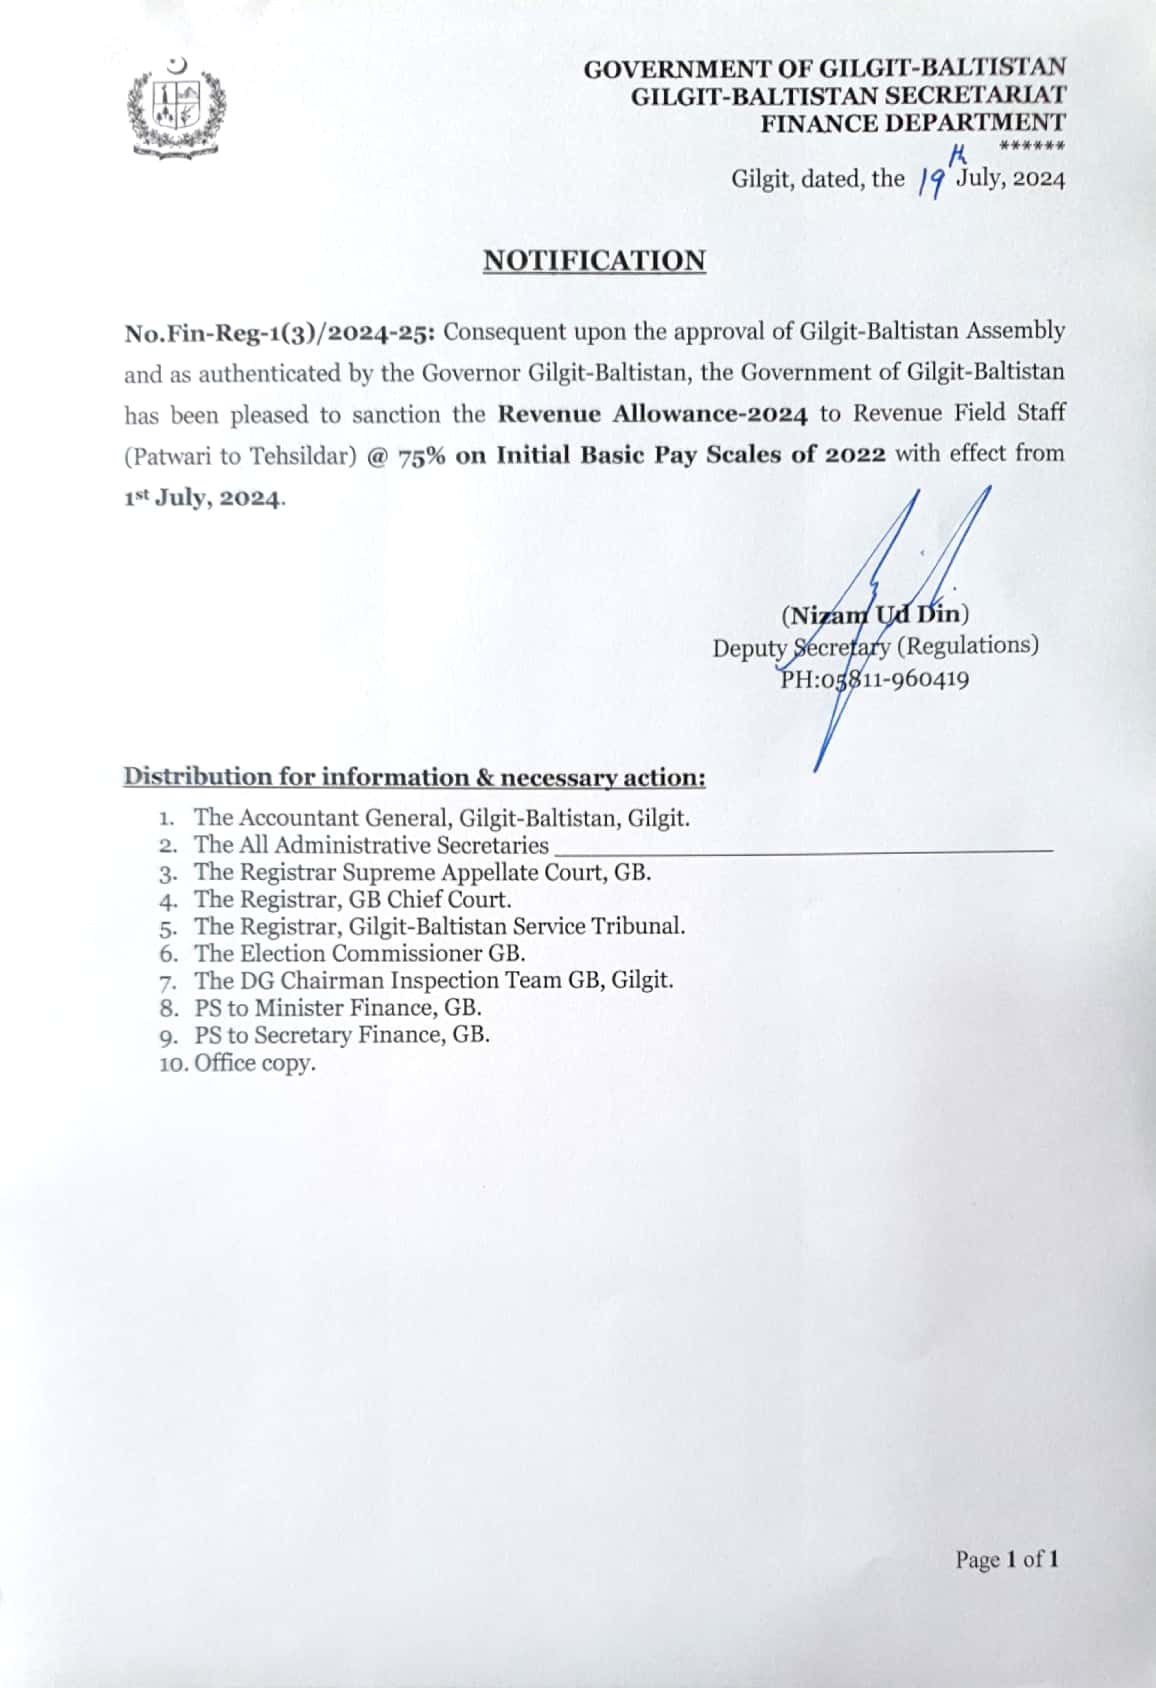 GOVERNMENT OF GILGIT-BALTISTAN
GILGIT-BALTISTAN SECRETARIAT
FINANCE DEPARTMENT
******
Gilgit, dated, the 19th July, 2024
NOTIFICATION
No.Fin-Reg-1(3)/2024-25: Consequent upon the approval of Gilgit-Baltistan Assembly
and as authenticated by the Governor Gilgit-Baltistan, the Government of Gilgit-Baltistan
has been pleased to sanction the Revenue Allowance-2024 to Revenue Field Staff
(Patwari to Tehsildar) @ 75% on Initial Basic Pay Scales of 2022 with effect from
1st July, 2024.
(Nizam Ud Din)
Deputy Secretary (Regulations)
PH:05811-960419
Distribution for information & necessary action:
1. The Accountant General, Gilgit-Baltistan, Gilgit.
2. The All Administrative Secretaries
3. The Registrar Supreme Appellate Court, GB.
4. The Registrar, GB Chief Court.
5. The Registrar, Gilgit-Baltistan Service Tribunal.
6. The Election Commissioner GB.
7. The DG Chairman Inspection Team GB, Gilgit.
8. PS to Minister Finance, GB.
9. PS to Secretary Finance, GB.
10. Office copy.
Page 1 of 1